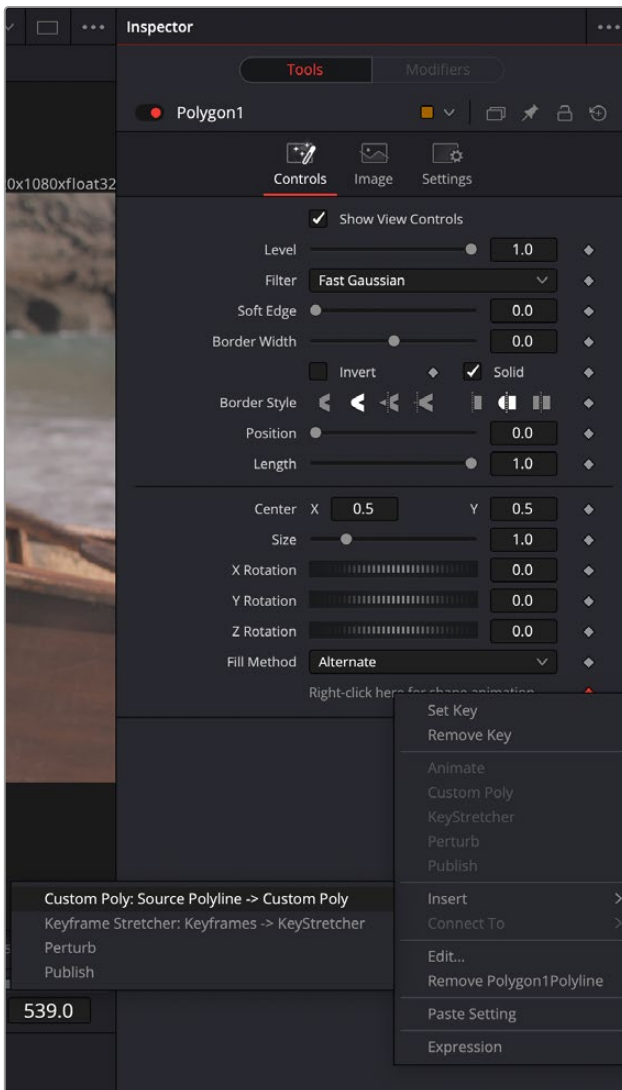 Inspector
Tools Modifiers
Polygon1
0x1080xfloat32
Controls Image Settings
Show View Controls
Level 1.0
Filter Fast Gaussian
Soft Edge 0.0
Border Width 0.0
Invert Solid
Border Style
Position 0.0
Length 1.0
Center X 0.5 Y 0.5
Size 1.0
X Rotation 0.0
Y Rotation 0.0
Z Rotation 0.0
Fill Method Alternate
Right-click here for shape animation
Set Key
Remove Key
Animate
Custom Poly
KeyStretcher
Perturb
Publish
Insert
Connect To
Edit...
Remove Polygon1Polyline
Paste Setting
Expression
Custom Poly: Source Polyline -> Custom Poly
Keyframe Stretcher: Keyframes -> KeyStretcher
Perturb
Publish
539.0